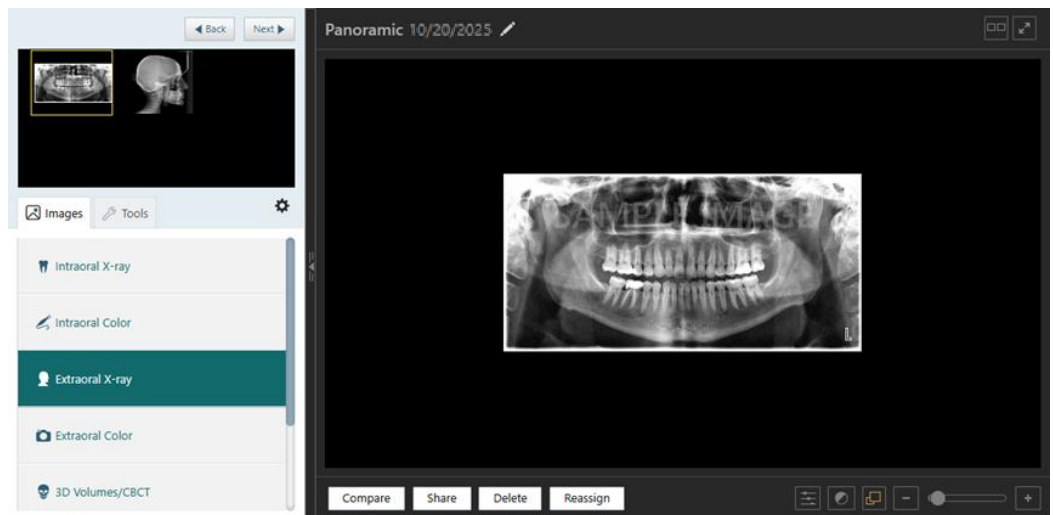 Back
Next
Images
Tools
Intraoral X-ray
Intraoral Color
Extraoral X-ray
Extraoral Color
3D Volumes/CBCT
Panoramic 10/20/2025
SAMPLE IMAGE
L
Compare
Share
Delete
Reassign